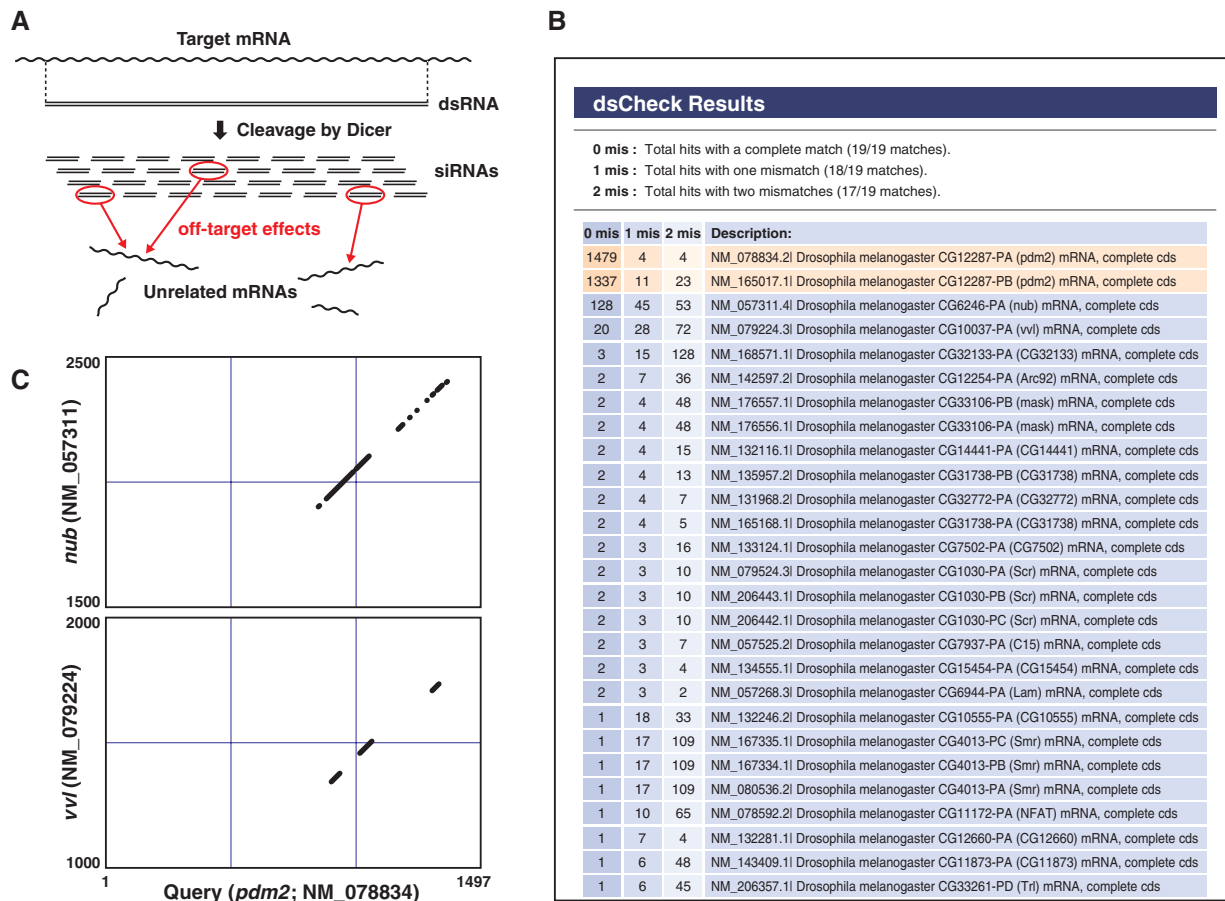 A
Target mRNA
dsRNA
Cleavage by Dicer
siRNAs
off-target effects
Unrelated mRNAs
B
dsCheck Results
0 mis : Total hits with a complete match (19/19 matches).
1 mis : Total hits with one mismatch (18/19 matches).
2 mis : Total hits with two mismatches (17/19 matches).
0 mis 1 mis 2 mis Description:
1479 4 4 NM_078834.2| Drosophila melanogaster CG12287-PA (pdm2) mRNA, complete cds
1337 11 23 NM_165017.1| Drosophila melanogaster CG12287-PB (pdm2) mRNA, complete cds
128 45 53 NM_057311.4| Drosophila melanogaster CG6246-PA (nub) mRNA, complete cds
20 28 72 NM_079224.3| Drosophila melanogaster CG10037-PA (vvl) mRNA, complete cds
3 15 128 NM_168571.1| Drosophila melanogaster CG32133-PA (CG32133) mRNA, complete cds
2 7 36 NM_142597.2| Drosophila melanogaster CG12254-PA (Arc92) mRNA, complete cds
2 4 48 NM_176557.1| Drosophila melanogaster CG33106-PB (mask) mRNA, complete cds
2 4 48 NM_176556.1| Drosophila melanogaster CG33106-PA (mask) mRNA, complete cds
2 4 15 NM_132116.1| Drosophila melanogaster CG14441-PA (CG14441) mRNA, complete cds
2 4 13 NM_135957.2| Drosophila melanogaster CG31738-PB (CG31738) mRNA, complete cds
2 4 7 NM_131968.2| Drosophila melanogaster CG32772-PA (CG32772) mRNA, complete cds
2 4 5 NM_165168.1| Drosophila melanogaster CG31738-PA (CG31738) mRNA, complete cds
2 3 16 NM_133124.1| Drosophila melanogaster CG7502-PA (CG7502) mRNA, complete cds
2 3 10 NM_079524.3| Drosophila melanogaster CG1030-PA (Scr) mRNA, complete cds
2 3 10 NM_206443.1| Drosophila melanogaster CG1030-PB (Scr) mRNA, complete cds
2 3 10 NM_206442.1| Drosophila melanogaster CG1030-PC (Scr) mRNA, complete cds
2 3 7 NM_057525.2| Drosophila melanogaster CG7937-PA (C15) mRNA, complete cds
2 3 4 NM_134555.1| Drosophila melanogaster CG15454-PA (CG15454) mRNA, complete cds
2 3 2 NM_057268.3| Drosophila melanogaster CG6944-PA (Lam) mRNA, complete cds
1 18 33 NM_132246.2| Drosophila melanogaster CG10555-PA (CG10555) mRNA, complete cds
1 17 109 NM_167335.1| Drosophila melanogaster CG4013-PC (Smr) mRNA, complete cds
1 17 109 NM_167334.1| Drosophila melanogaster CG4013-PB (Smr) mRNA, complete cds
1 17 109 NM_080536.2| Drosophila melanogaster CG4013-PA (Smr) mRNA, complete cds
1 10 65 NM_078592.2| Drosophila melanogaster CG11172-PA (NFAT) mRNA, complete cds
1 7 4 NM_132281.1| Drosophila melanogaster CG12660-PA (CG12660) mRNA, complete cds
1 6 48 NM_143409.1| Drosophila melanogaster CG11873-PA (CG11873) mRNA, complete cds
1 6 45 NM_206357.1| Drosophila melanogaster CG33261-PD (Trl) mRNA, complete cds
C
2500
nub (NM_057311)
1500
2000
vvl (NM_079224)
1000
1
1497
Query (pdm2; NM_078834)